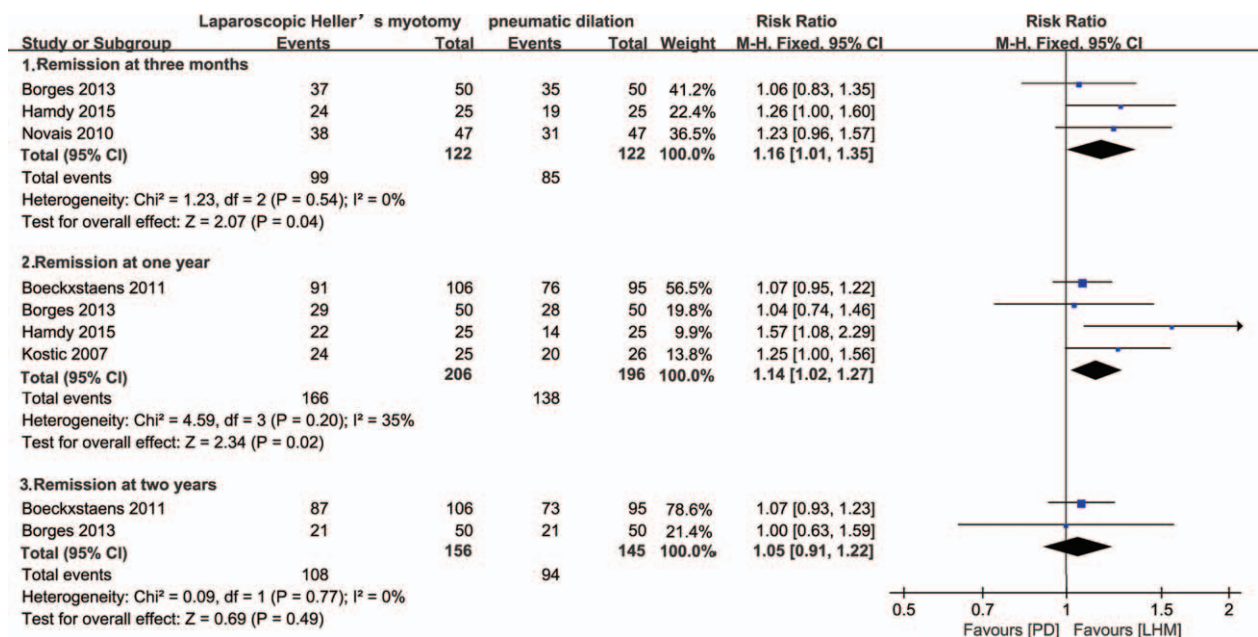 Laparoscopic Heller's myotomy pneumatic dilation Risk Ratio Risk Ratio
Study or Subgroup Events Total Events Total Weight M-H, Fixed, 95% CI M-H, Fixed, 95% CI
1.Remission at three months
Borges 2013 37 50 35 50 41.2% 1.06 [0.83, 1.35]
Hamdy 2015 24 25 19 25 22.4% 1.26 [1.00, 1.60]
Novais 2010 38 47 31 47 36.5% 1.23 [0.96, 1.57]
Total (95% CI) 122 122 100.0% 1.16 [1.01, 1.35]
Total events 99 85
Heterogeneity: Chi² = 1.23, df = 2 (P = 0.54); I² = 0%
Test for overall effect: Z = 2.07 (P = 0.04)
2.Remission at one year
Boeckxstaens 2011 91 106 76 95 56.5% 1.07 [0.95, 1.22]
Borges 2013 29 50 28 50 19.8% 1.04 [0.74, 1.46]
Hamdy 2015 22 25 14 25 9.9% 1.57 [1.08, 2.29]
Kostic 2007 24 25 20 26 13.8% 1.25 [1.00, 1.56]
Total (95% CI) 206 196 100.0% 1.14 [1.02, 1.27]
Total events 166 138
Heterogeneity: Chi² = 4.59, df = 3 (P = 0.20); I² = 35%
Test for overall effect: Z = 2.34 (P = 0.02)
3.Remission at two years
Boeckxstaens 2011 87 106 73 95 78.6% 1.07 [0.93, 1.23]
Borges 2013 21 50 21 50 21.4% 1.00 [0.63, 1.59]
Total (95% CI) 156 145 100.0% 1.05 [0.91, 1.22]
Total events 108 94
Heterogeneity: Chi² = 0.09, df = 1 (P = 0.77); I² = 0%
Test for overall effect: Z = 0.69 (P = 0.49)
0.5 0.7 1 1.5 2
Favours [PD] Favours [LHM]